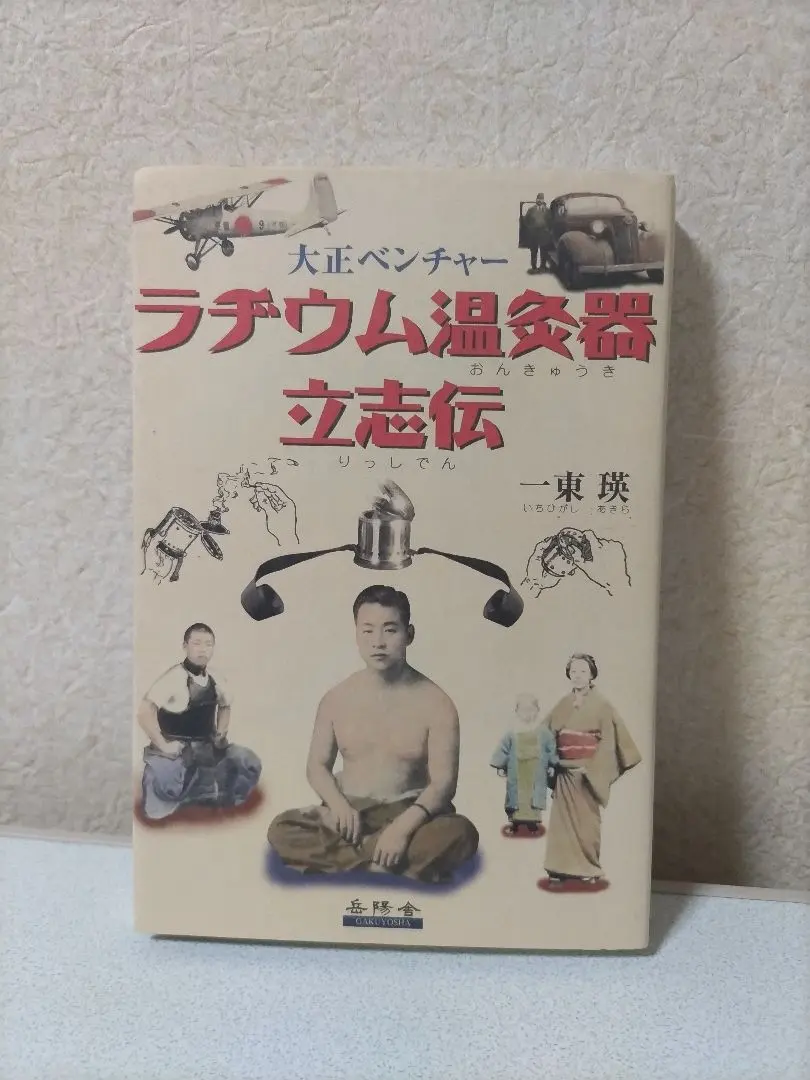 大正ベンチャー
ラヂウム温灸器
おんきゅうき
立志伝
りっしでん
一東 瑛
いちひがし あきら
岳陽舎
GAKUYOSHA